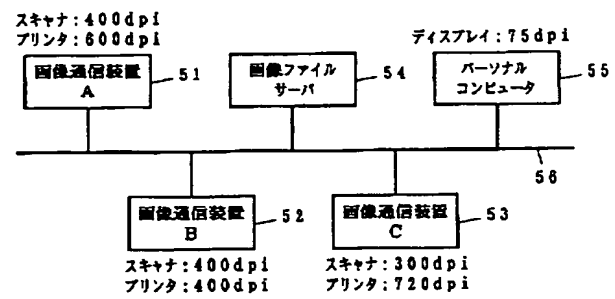 スキャナ:400dpi
プリンタ:600dpi
画像通信装置
A
51
画像ファイル
サーバ
54
ディスプレイ:75dpi
パーソナル
コンピュータ
55
56
画像通信装置
B
52
スキャナ:400dpi
プリンタ:400dpi
画像通信装置
C
53
スキャナ:300dpi
プリンタ:720dpi